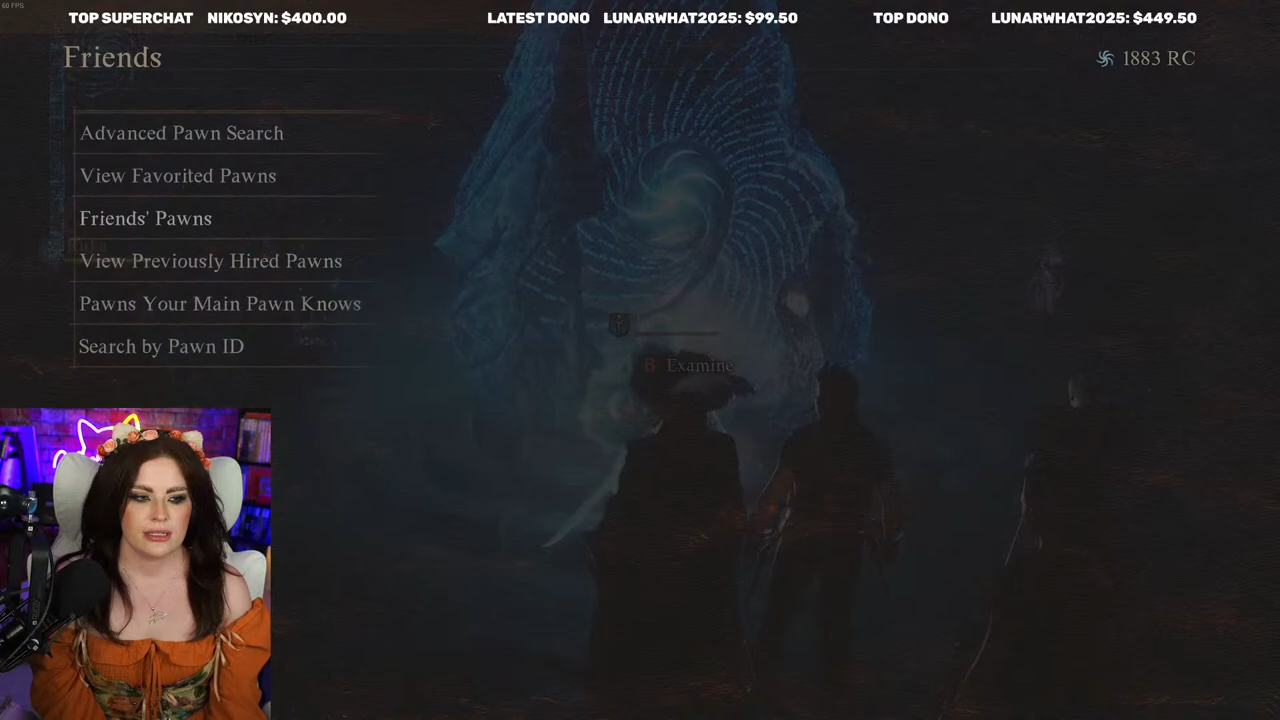 60 FPS
TOP SUPERCHAT NIKOSYN: $400.00 LATEST DONO LUNARWHAT2025: $99.50 TOP DONO LUNARWHAT2025: $449.50
Friends
1883 RC
Advanced Pawn Search
View Favorited Pawns
Friends' Pawns
View Previously Hired Pawns
Pawns Your Main Pawn Knows
Search by Pawn ID
B Examine